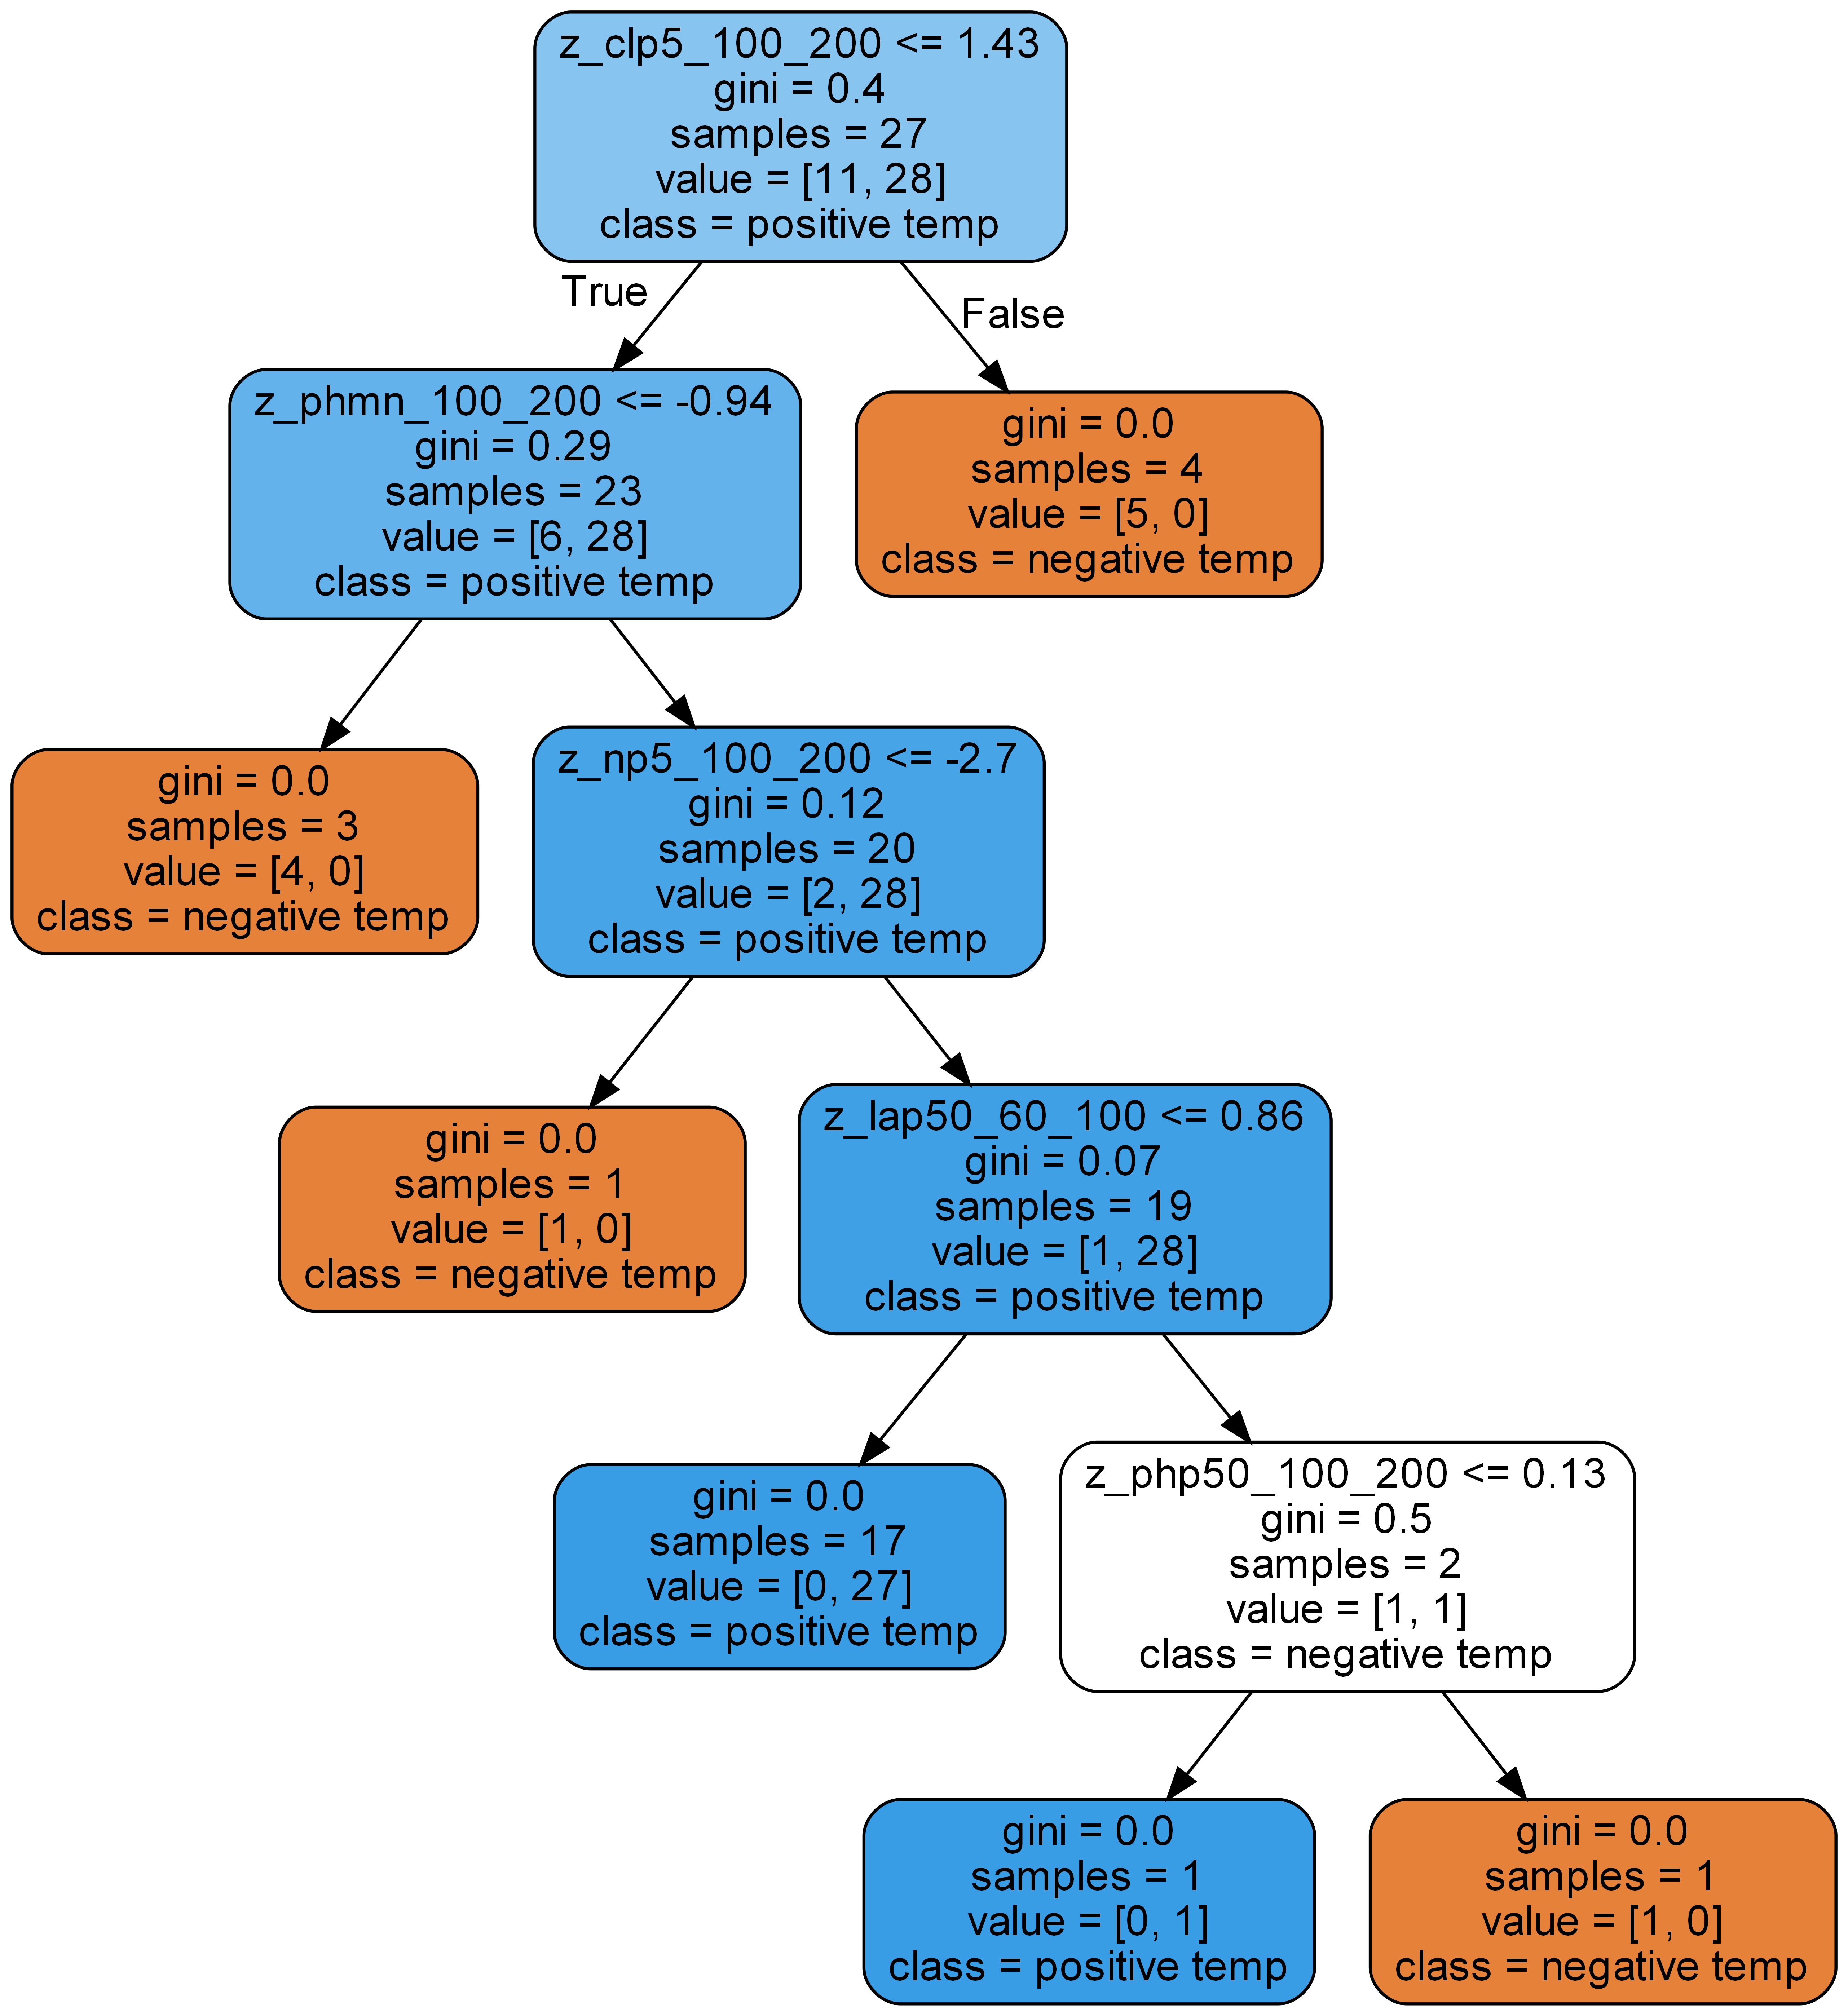 z_clp5_100_200 <= 1.43
gini = 0.4
samples = 27
value = [11, 28]
class = positive temp
True
False
z_phmn_100_200 <= -0.94
gini = 0.29
samples = 23
value = [6, 28]
class = positive temp
gini = 0.0
samples = 4
value = [5, 0]
class = negative temp
gini = 0.0
samples = 3
value = [4, 0]
class = negative temp
z_np5_100_200 <= -2.7
gini = 0.12
samples = 20
value = [2, 28]
class = positive temp
gini = 0.0
samples = 1
value = [1, 0]
class = negative temp
z_lap50_60_100 <= 0.86
gini = 0.07
samples = 19
value = [1, 28]
class = positive temp
gini = 0.0
samples = 17
value = [0, 27]
class = positive temp
z_php50_100_200 <= 0.13
gini = 0.5
samples = 2
value = [1, 1]
class = negative temp
gini = 0.0
samples = 1
value = [0, 1]
class = positive temp
gini = 0.0
samples = 1
value = [1, 0]
class = negative temp